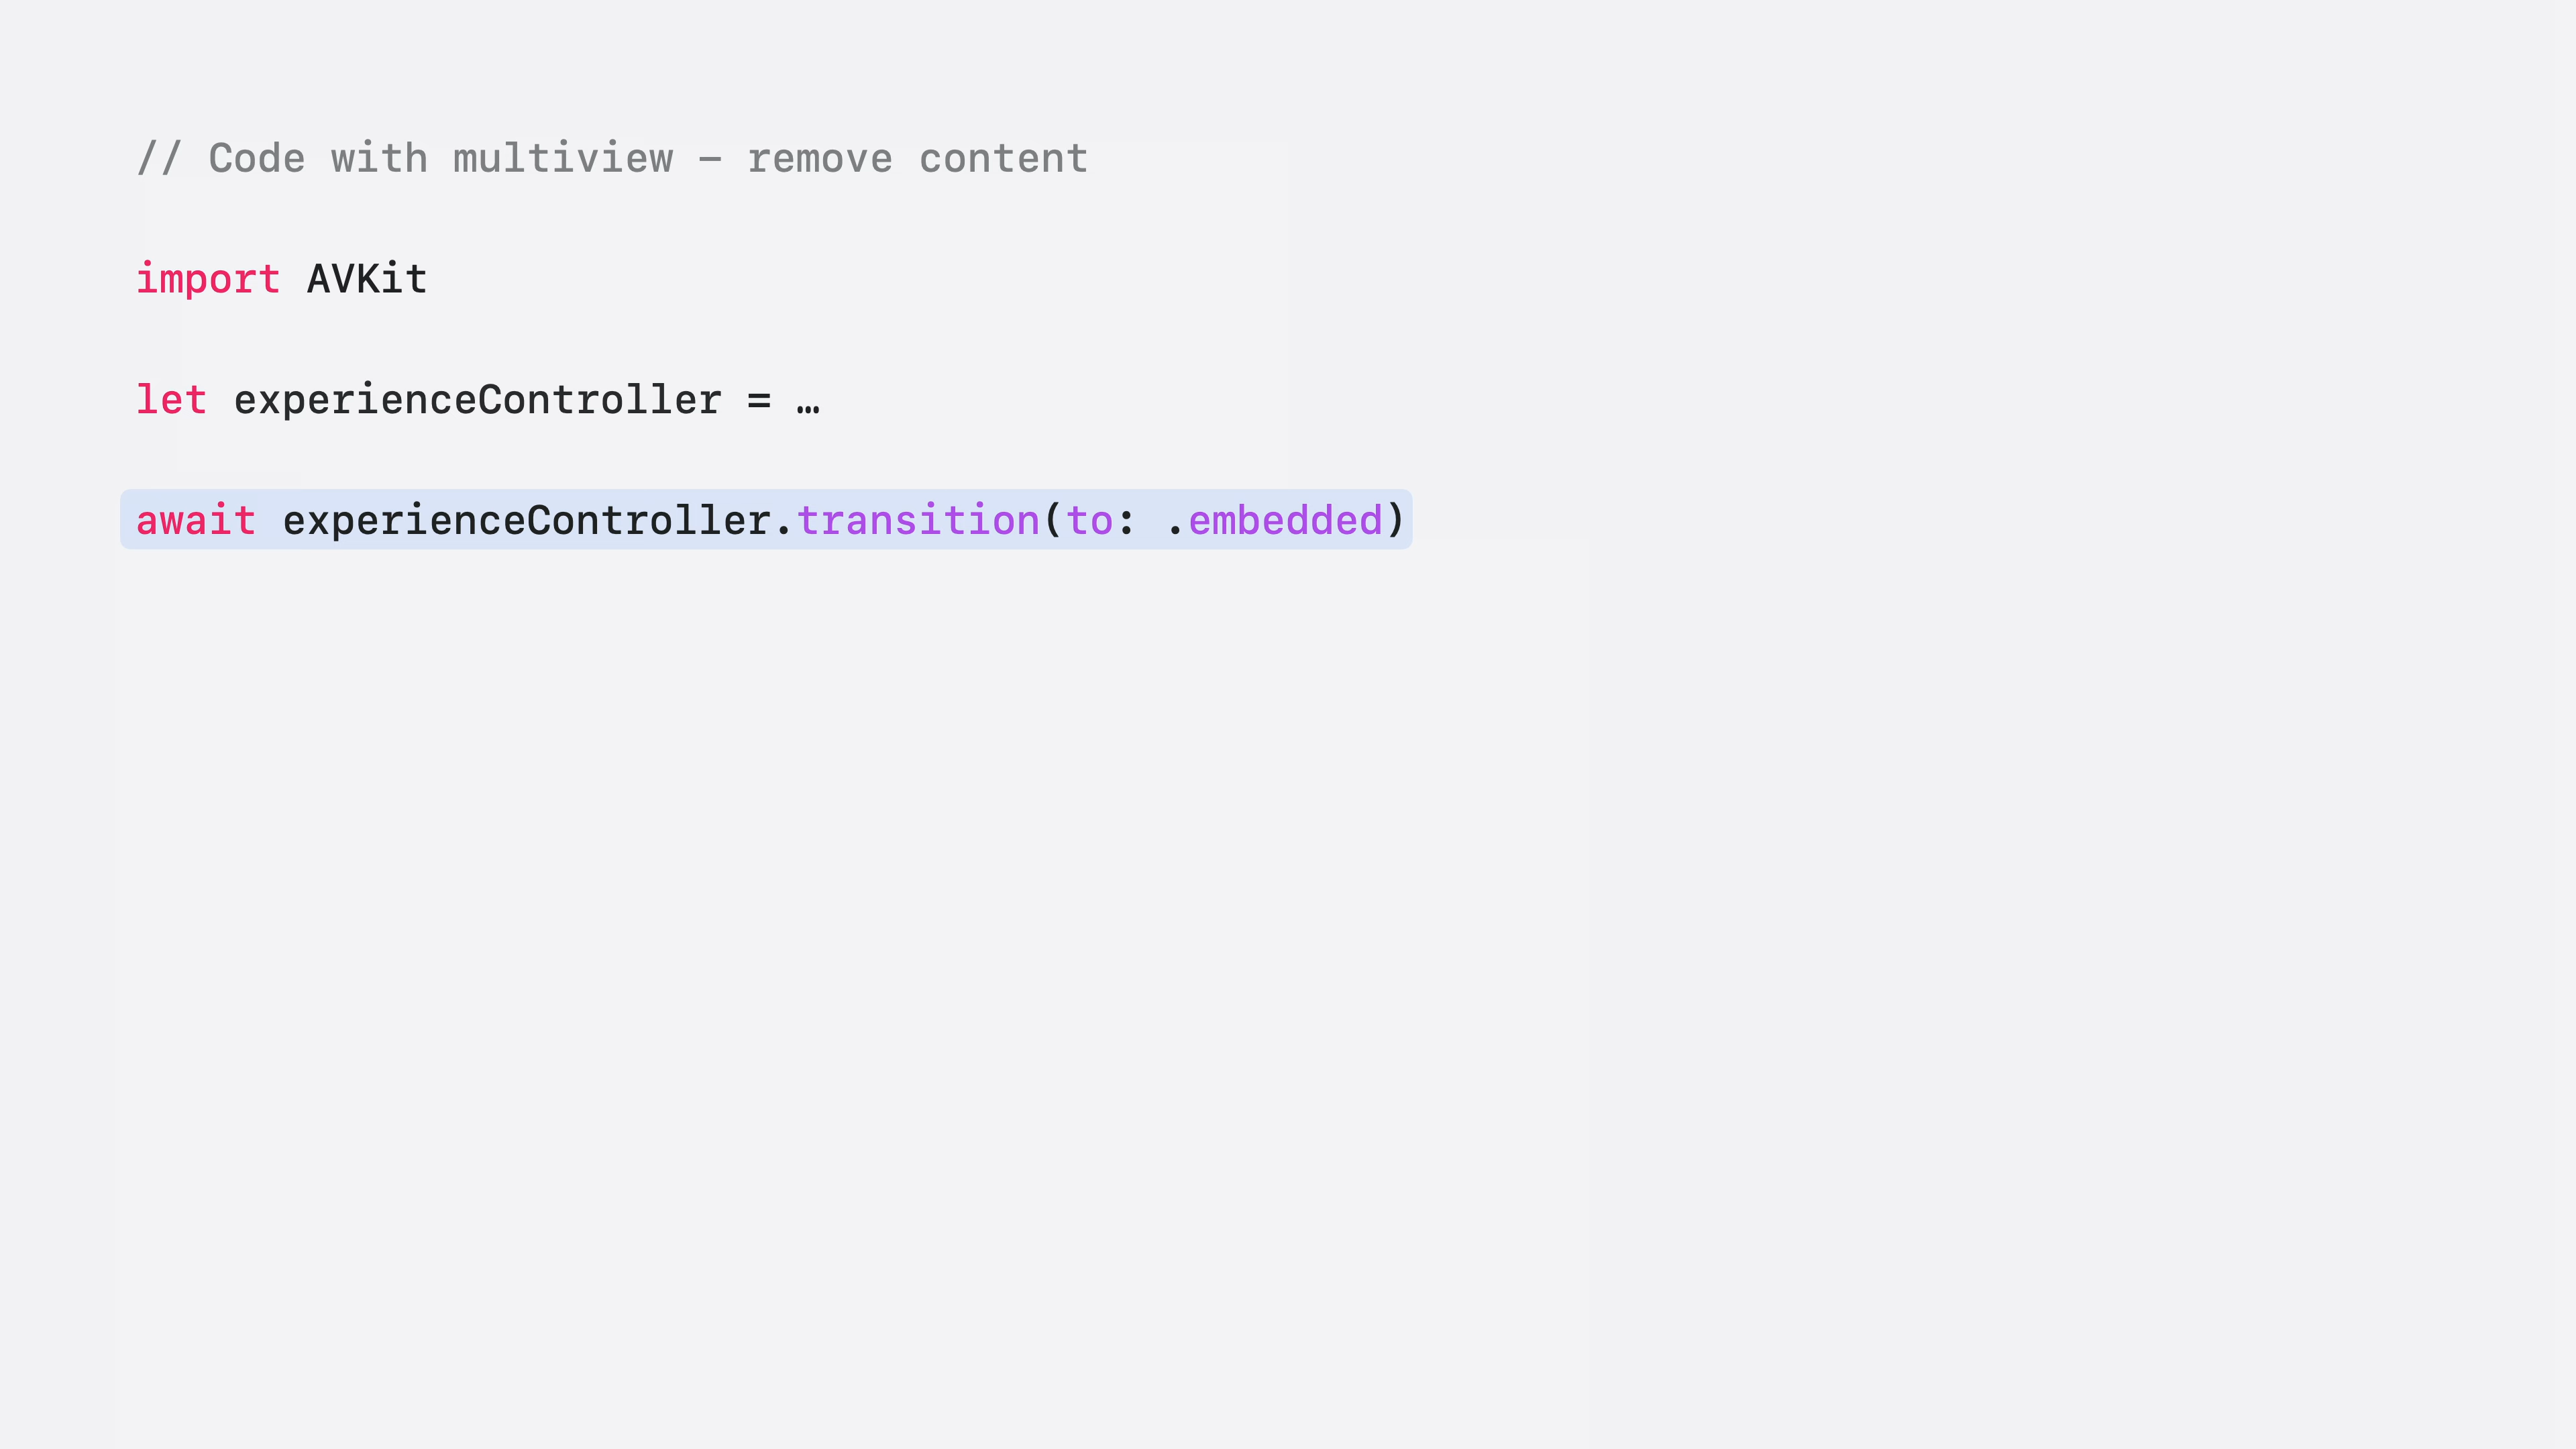 // Code with multiview – remove content
import AVKit
let experienceController = …
await experienceController.transition(to: .embedded)